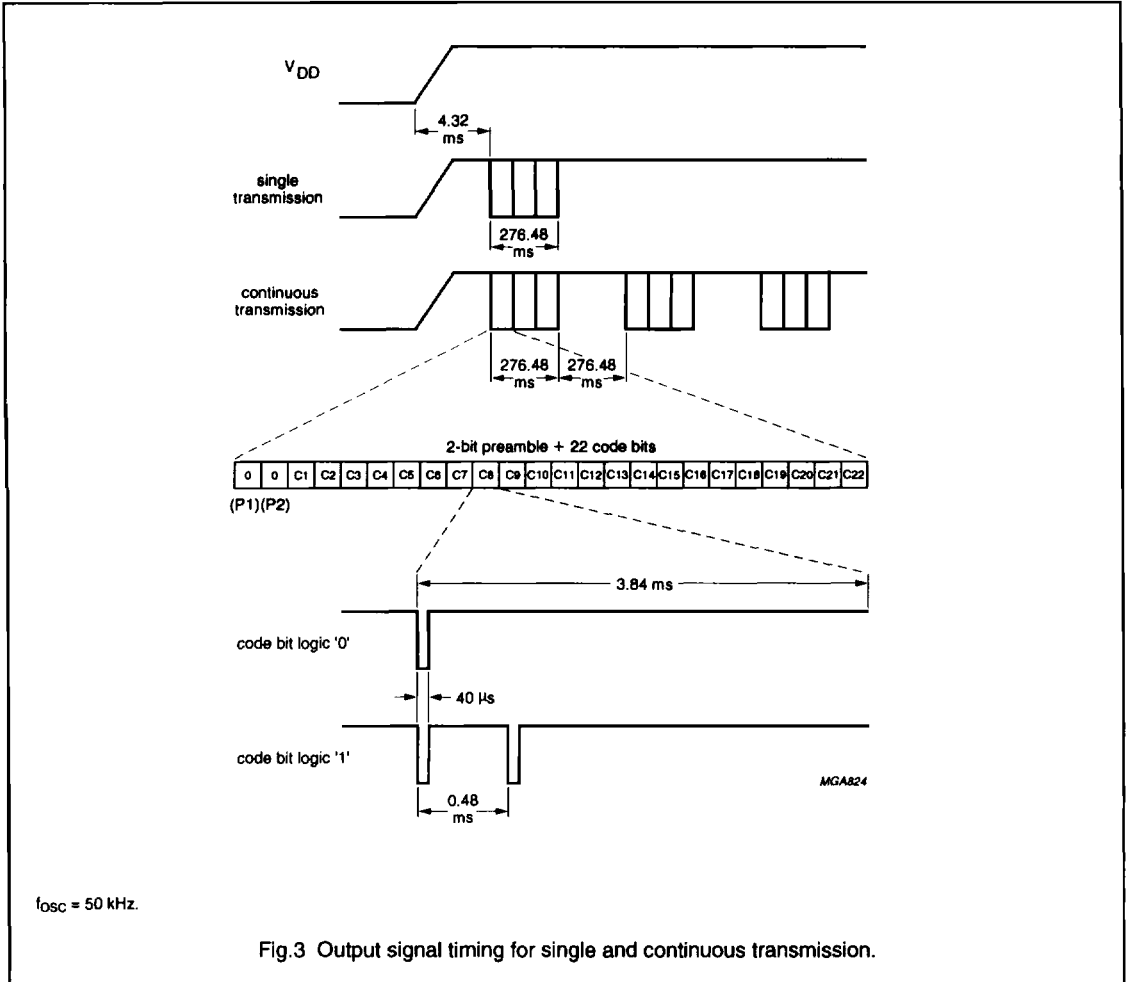 VDD
4.32
ms
single
transmission
276.48
ms
continuous
transmission
276.48
ms
276.48
ms
2-bit preamble + 22 code bits
0 0 C1 C2 C3 C4 C5 C6 C7 C8 C9 C10 C11 C12 C13 C14 C15 C16 C17 C18 C19 C20 C21 C22
(P1)(P2)
3.84 ms
code bit logic '0'
40 µs
code bit logic '1'
MGA824
0.48
ms
fOSC = 50 kHz.
Fig.3 Output signal timing for single and continuous transmission.